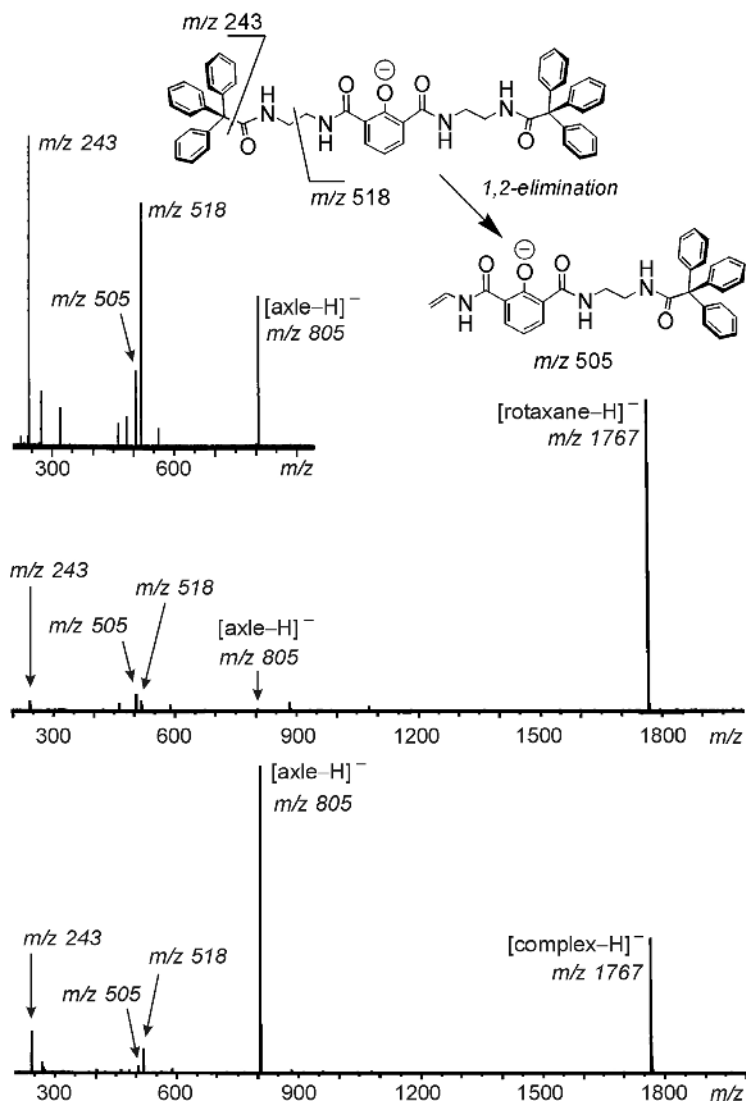 m/z 243
O
⊖
O
O
H
N
N
H
O
N
H
H
N
O
O
m/z 518
1,2-elimination
m/z 243
m/z 518
m/z 505
[axle–H]⁻
m/z 805
300
600
m/z
O
⊖
O
O
N
H
N
H
H
N
O
m/z 505
[rotaxane–H]⁻
m/z 1767
m/z 243
m/z 518
m/z 505
[axle–H]⁻
m/z 805
300
600
900
1200
1500
1800
m/z
[axle–H]⁻
m/z 805
m/z 243
m/z 518
m/z 505
[complex–H]⁻
m/z 1767
300
600
900
1200
1500
1800
m/z